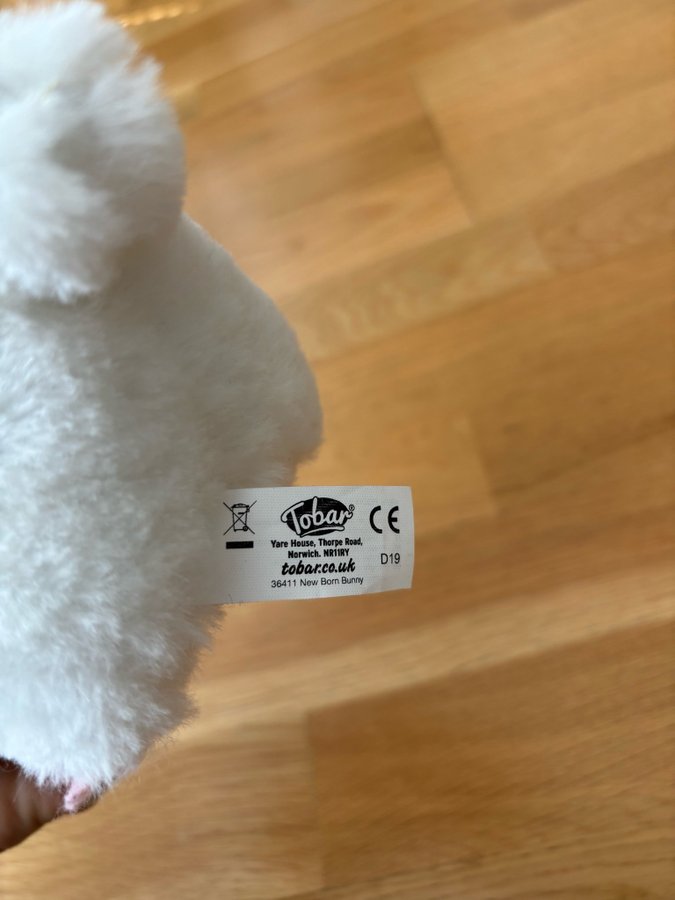 Tobar®
CE
Yare House, Thorpe Road,
Norwich. NR11RY
tobar.co.uk
D19
36411 New Born Bunny